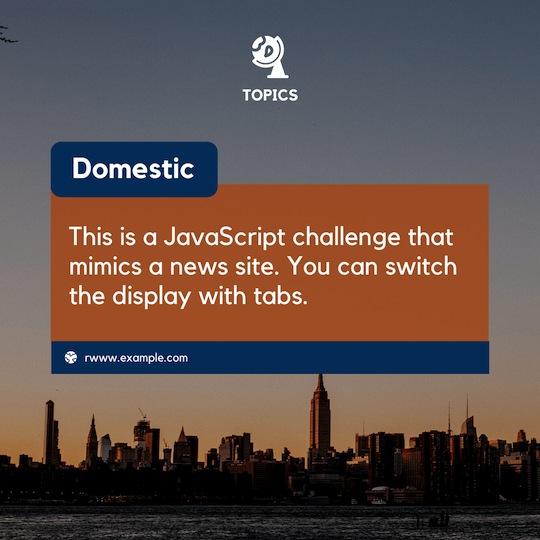 TOPICS
Domestic
This is a JavaScript challenge that
mimics a news site. You can switch
the display with tabs.
rwww.example.com